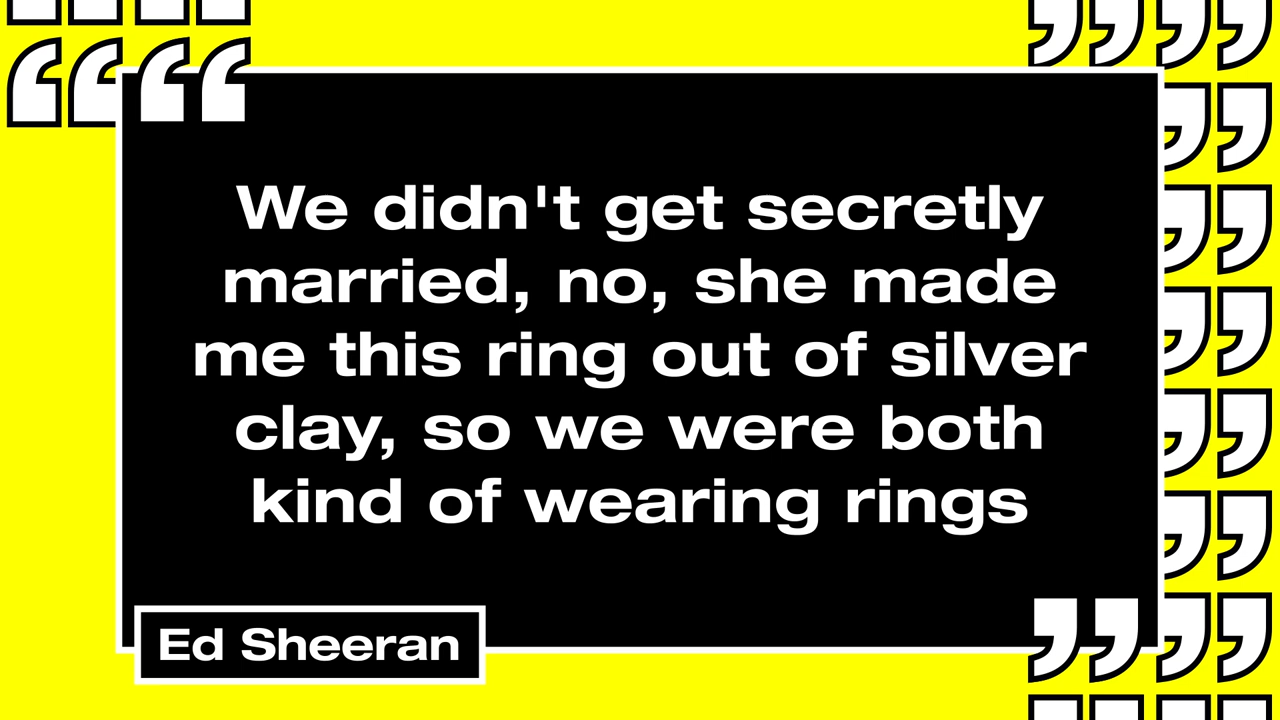 We didn't get secretly
married, no, she made
me this ring out of silver
clay, so we were both
kind of wearing rings
Ed Sheeran